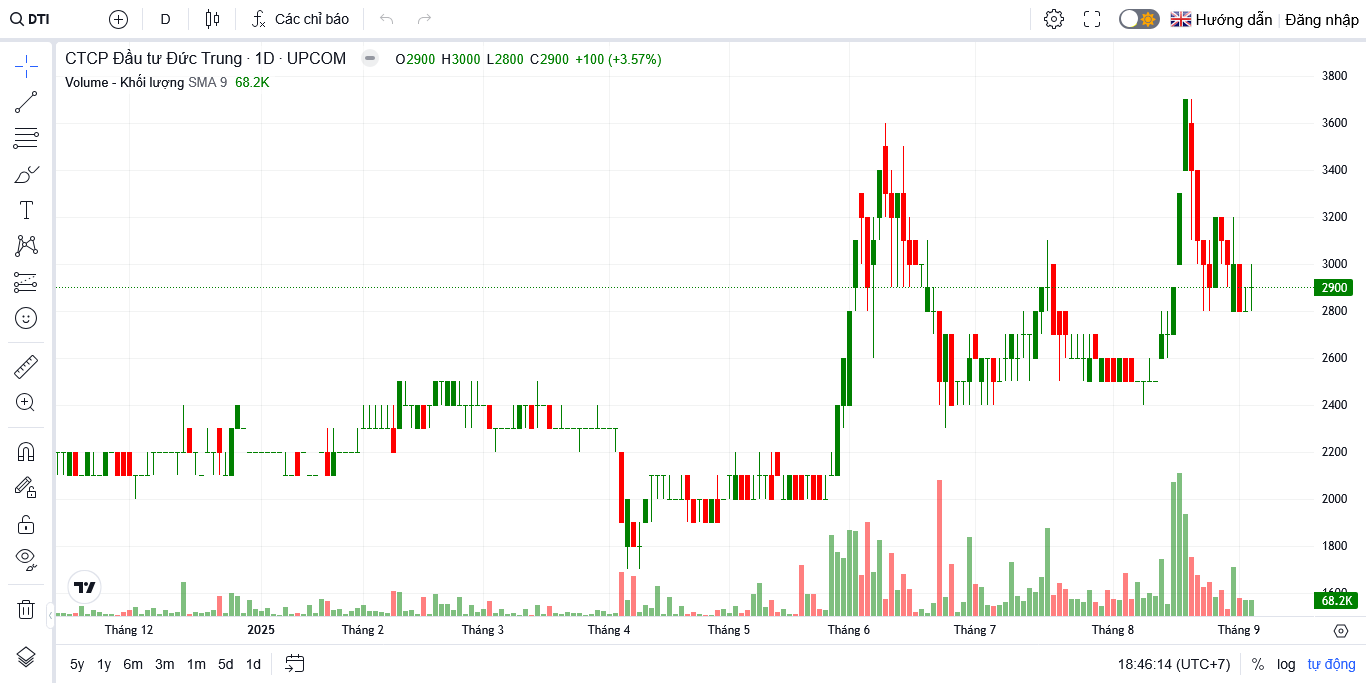 DTI D Các chỉ báo Hướng dẫn Đăng nhập
CTCP Đầu tư Đức Trung · 1D · UPCOM O2900 H3000 L2800 C2900 +100 (+3.57%)
Volume - Khối lượng SMA 9 68.2K
3800
3600
3400
3200
3000
2900
2800
2600
2400
2200
2000
1800
1600
68.2K
Tháng 12 2025 Tháng 2 Tháng 3 Tháng 4 Tháng 5 Tháng 6 Tháng 7 Tháng 8 Tháng 9
5y 1y 6m 3m 1m 5d 1d 18:46:14 (UTC+7) % log tự động